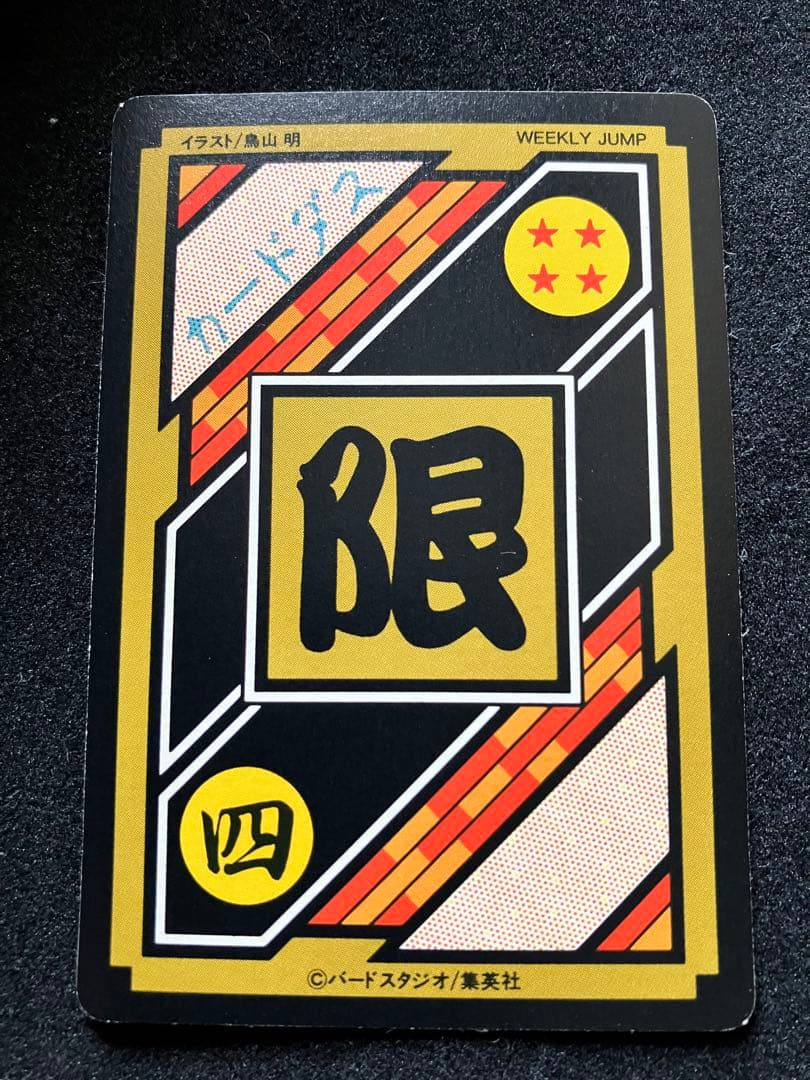 イラスト/鳥山 明
WEEKLY JUMP
カードダス
限
四
©バードスタジオ/集英社